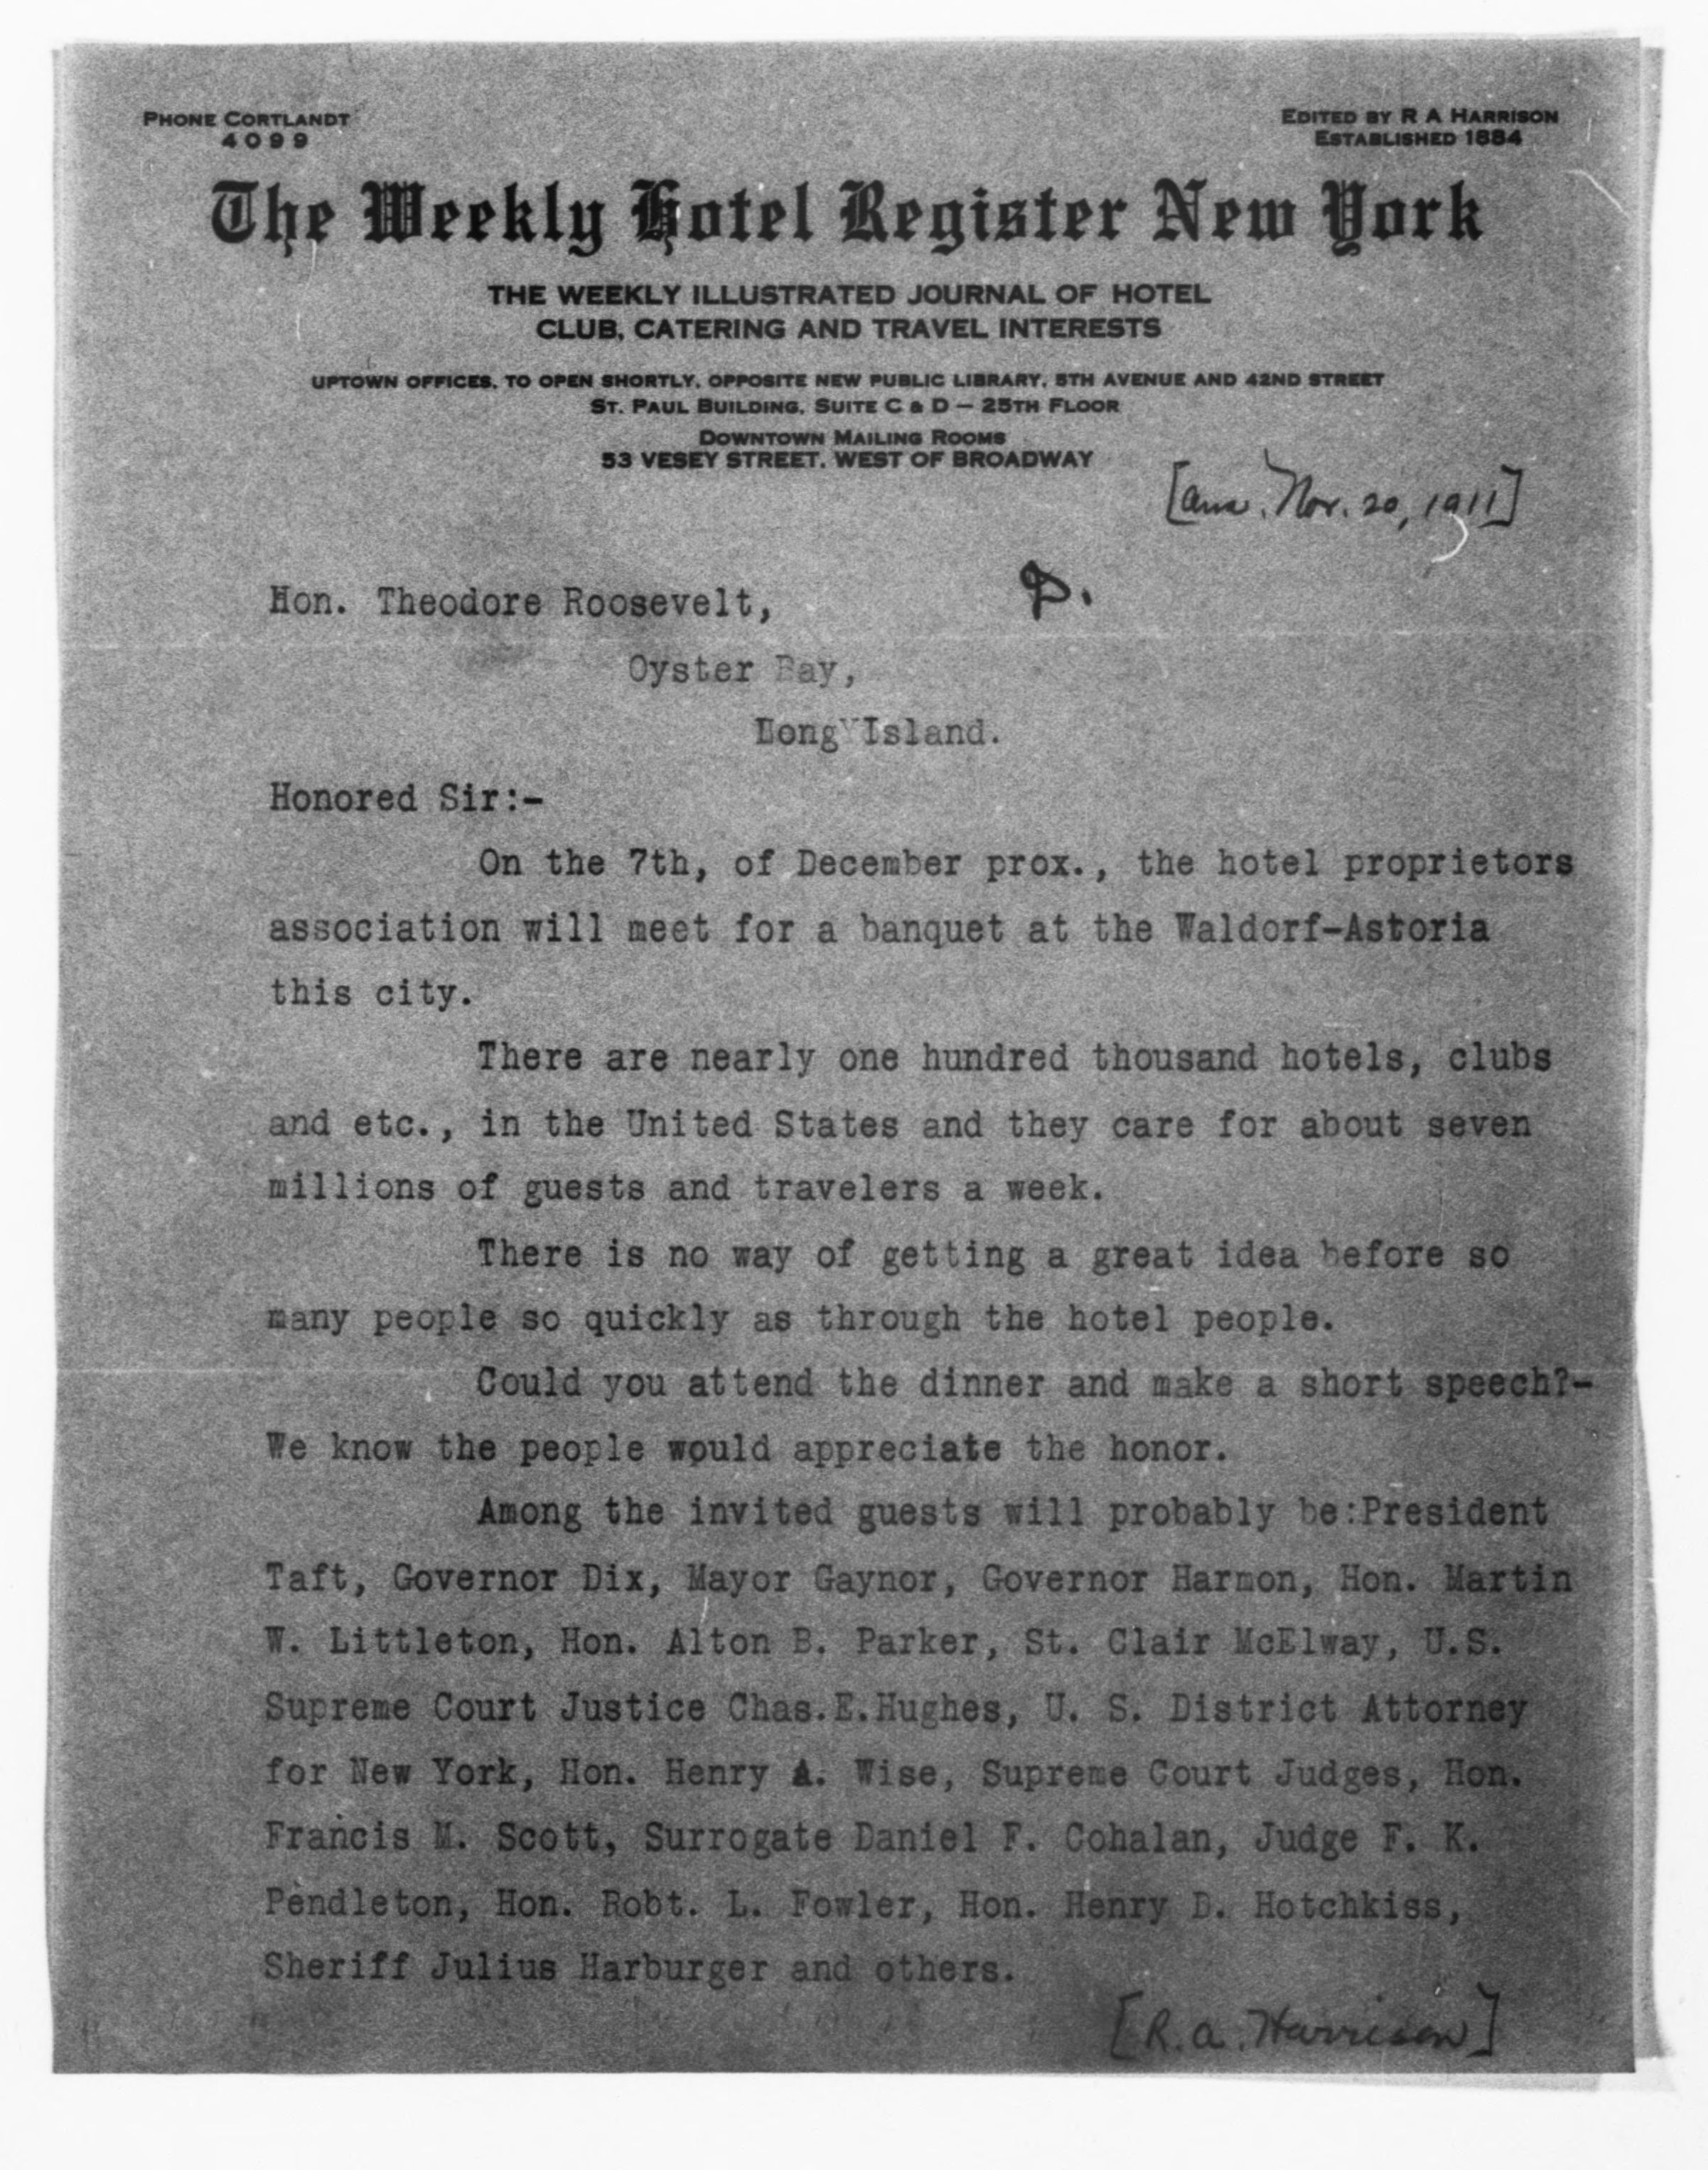 PHONE CORTLANDT
4099
EDITED BY R A HARRISON
ESTABLISHED 1884
The Weekly Hotel Register New York
THE WEEKLY ILLUSTRATED JOURNAL OF HOTEL
CLUB, CATERING AND TRAVEL INTERESTS
UPTOWN OFFICES, TO OPEN SHORTLY, OPPOSITE NEW PUBLIC LIBRARY, 5TH AVENUE AND 42ND STREET
ST. PAUL BUILDING, SUITE C & D — 25TH FLOOR
DOWNTOWN MAILING ROOMS
53 VESEY STREET, WEST OF BROADWAY
[ans. Nov. 20, 1911]
Hon. Theodore Roosevelt,
Oyster Bay,
Long Island.
Honored Sir:-
On the 7th, of December prox., the hotel proprietors
association will meet for a banquet at the Waldorf-Astoria
this city.
There are nearly one hundred thousand hotels, clubs
and etc., in the United States and they care for about seven
millions of guests and travelers a week.
There is no way of getting a great idea before so
many people so quickly as through the hotel people.
Could you attend the dinner and make a short speech?-
We know the people would appreciate the honor.
Among the invited guests will probably be:President
Taft, Governor Dix, Mayor Gaynor, Governor Harmon, Hon. Martin
W. Littleton, Hon. Alton B. Parker, St. Clair McElway, U.S.
Supreme Court Justice Chas.E.Hughes, U. S. District Attorney
for New York, Hon. Henry A. Wise, Supreme Court Judges, Hon.
Francis M. Scott, Surrogate Daniel F. Cohalan, Judge F. K.
Pendleton, Hon. Robt. L. Fowler, Hon. Henry D. Hotchkiss,
Sheriff Julius Harburger and others.
[R.A. Harrison]